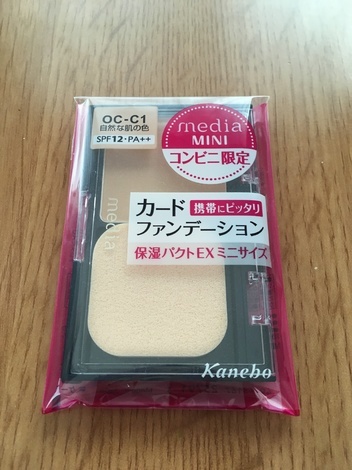 OC-C1
自然な肌の色
SPF12・PA++
media
MINI
コンビニ限定
media
カード 携帯にピッタリ
ファンデーション
保湿パクトEX ミニサイズ
Kanebo